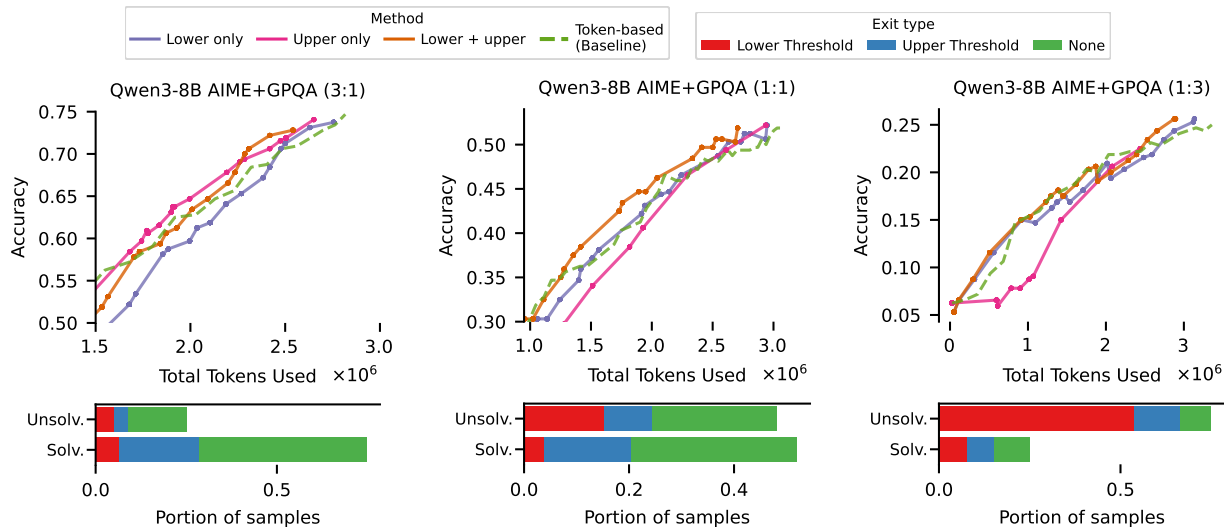 Method
Lower only
Upper only
Lower + upper
Token-based
(Baseline)
Exit type
Lower Threshold
Upper Threshold
None
Qwen3-8B AIME+GPQA (3:1)
Accuracy
0.75
0.70
0.65
0.60
0.55
0.50
1.5
2.0
2.5
3.0
Total Tokens Used ×10⁶
Unsolv.
Solv.
0.0
0.5
Portion of samples
Qwen3-8B AIME+GPQA (1:1)
Accuracy
0.50
0.45
0.40
0.35
0.30
1.0
1.5
2.0
2.5
3.0
Total Tokens Used ×10⁶
Unsolv.
Solv.
0.0
0.2
0.4
Portion of samples
Qwen3-8B AIME+GPQA (1:3)
Accuracy
0.25
0.20
0.15
0.10
0.05
0
1
2
3
Total Tokens Used ×10⁶
Unsolv.
Solv.
0.0
0.5
Portion of samples